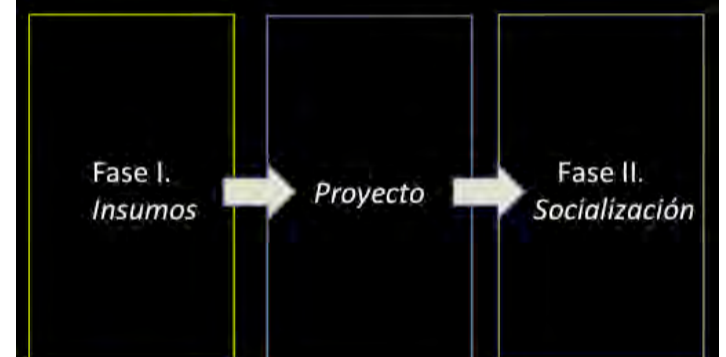 Fase I.
Insumos
Proyecto
Fase II.
Socialización